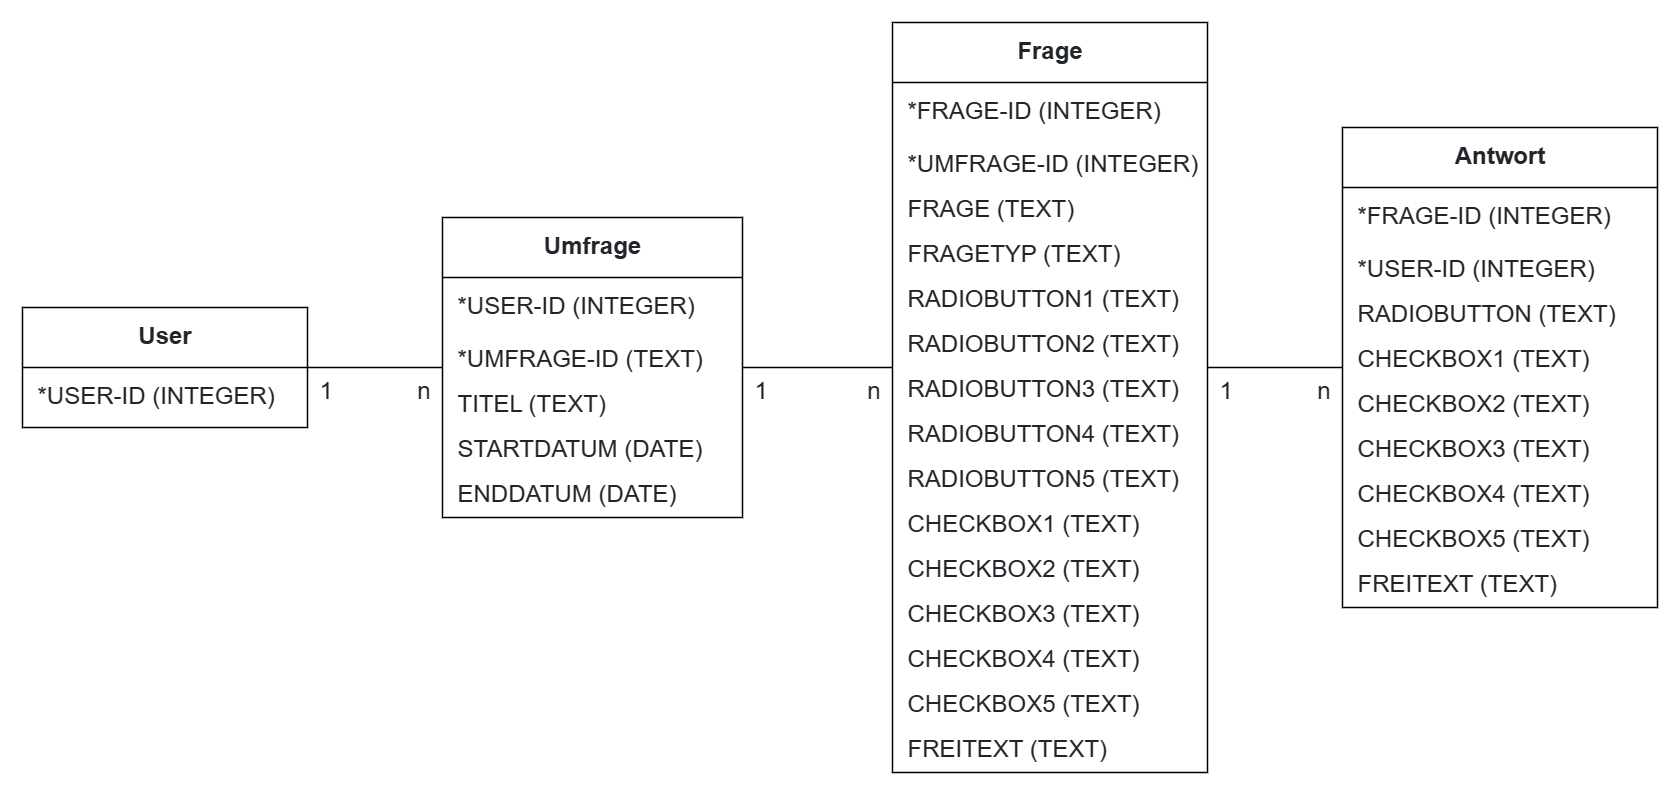 User
*USER-ID (INTEGER)
1
n
Umfrage
*USER-ID (INTEGER)
*UMFRAGE-ID (TEXT)
TITEL (TEXT)
STARTDATUM (DATE)
ENDDATUM (DATE)
1
n
Frage
*FRAGE-ID (INTEGER)
*UMFRAGE-ID (INTEGER)
FRAGE (TEXT)
FRAGETYP (TEXT)
RADIOBUTTON1 (TEXT)
RADIOBUTTON2 (TEXT)
RADIOBUTTON3 (TEXT)
RADIOBUTTON4 (TEXT)
RADIOBUTTON5 (TEXT)
CHECKBOX1 (TEXT)
CHECKBOX2 (TEXT)
CHECKBOX3 (TEXT)
CHECKBOX4 (TEXT)
CHECKBOX5 (TEXT)
FREITEXT (TEXT)
1
n
Antwort
*FRAGE-ID (INTEGER)
*USER-ID (INTEGER)
RADIOBUTTON (TEXT)
CHECKBOX1 (TEXT)
CHECKBOX2 (TEXT)
CHECKBOX3 (TEXT)
CHECKBOX4 (TEXT)
CHECKBOX5 (TEXT)
FREITEXT (TEXT)